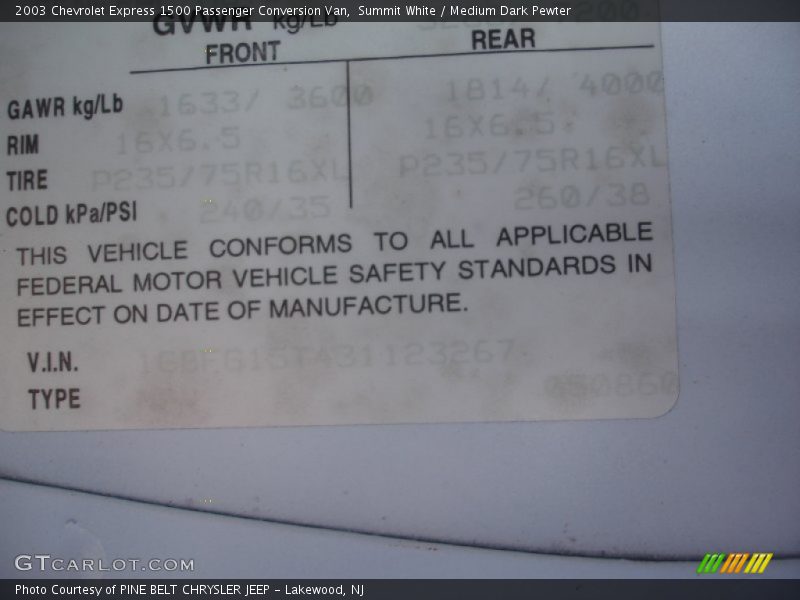 2003 Chevrolet Express 1500 Passenger Conversion Van, Summit White / Medium Dark Pewter
GVWR kg/Lb
FRONT REAR
GAWR kg/Lb 1633/ 3600 1814/ 4000
RIM 16X6.5 16X6.5
TIRE P235/75R16XL P235/75R16XL
COLD kPa/PSI 240/35 260/38
THIS VEHICLE CONFORMS TO ALL APPLICABLE
FEDERAL MOTOR VEHICLE SAFETY STANDARDS IN
EFFECT ON DATE OF MANUFACTURE.
V.I.N.
TYPE
GTCARLOT.COM
Photo Courtesy of PINE BELT CHRYSLER JEEP – Lakewood, NJ